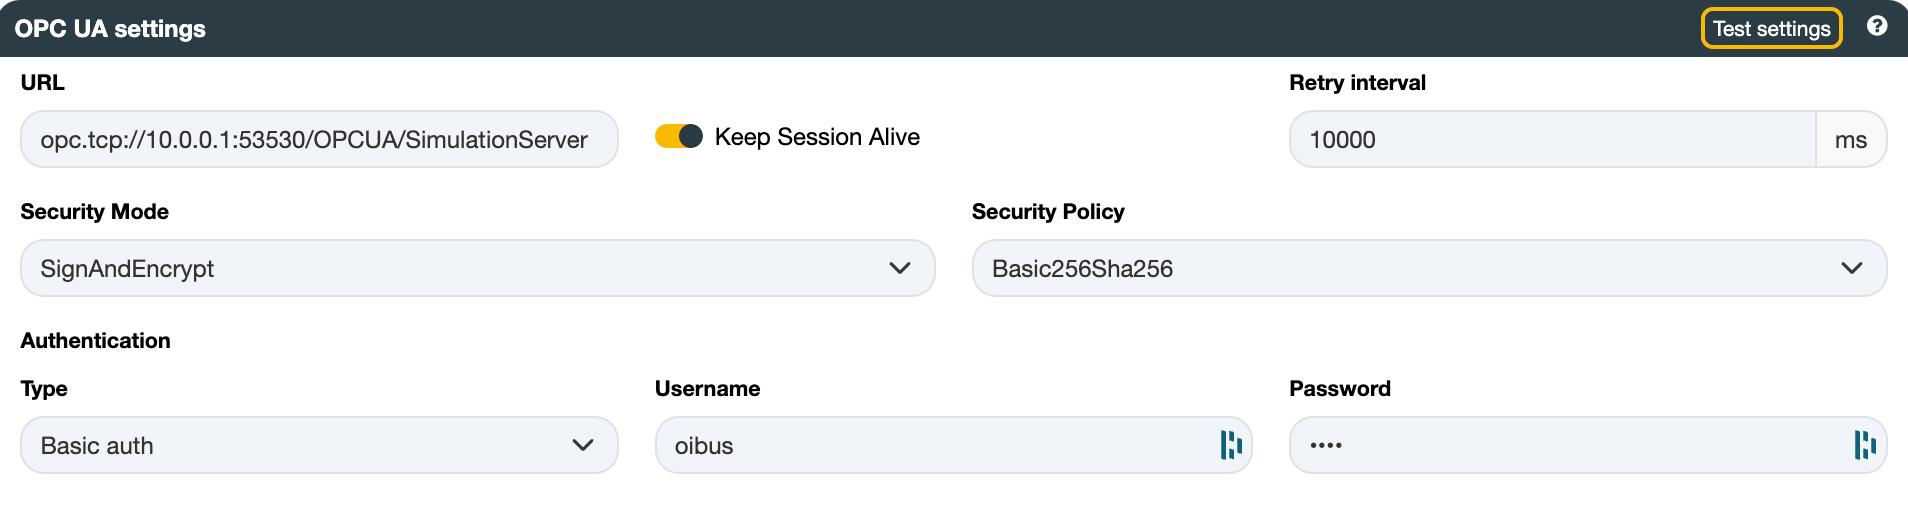 OPC UA settings
Test settings
?
URL
Retry interval
opc.tcp://10.0.0.1:53530/OPCUA/SimulationServer
Keep Session Alive
10000
ms
Security Mode
Security Policy
SignAndEncrypt
Basic256Sha256
Authentication
Type
Username
Password
Basic auth
oibus
••••